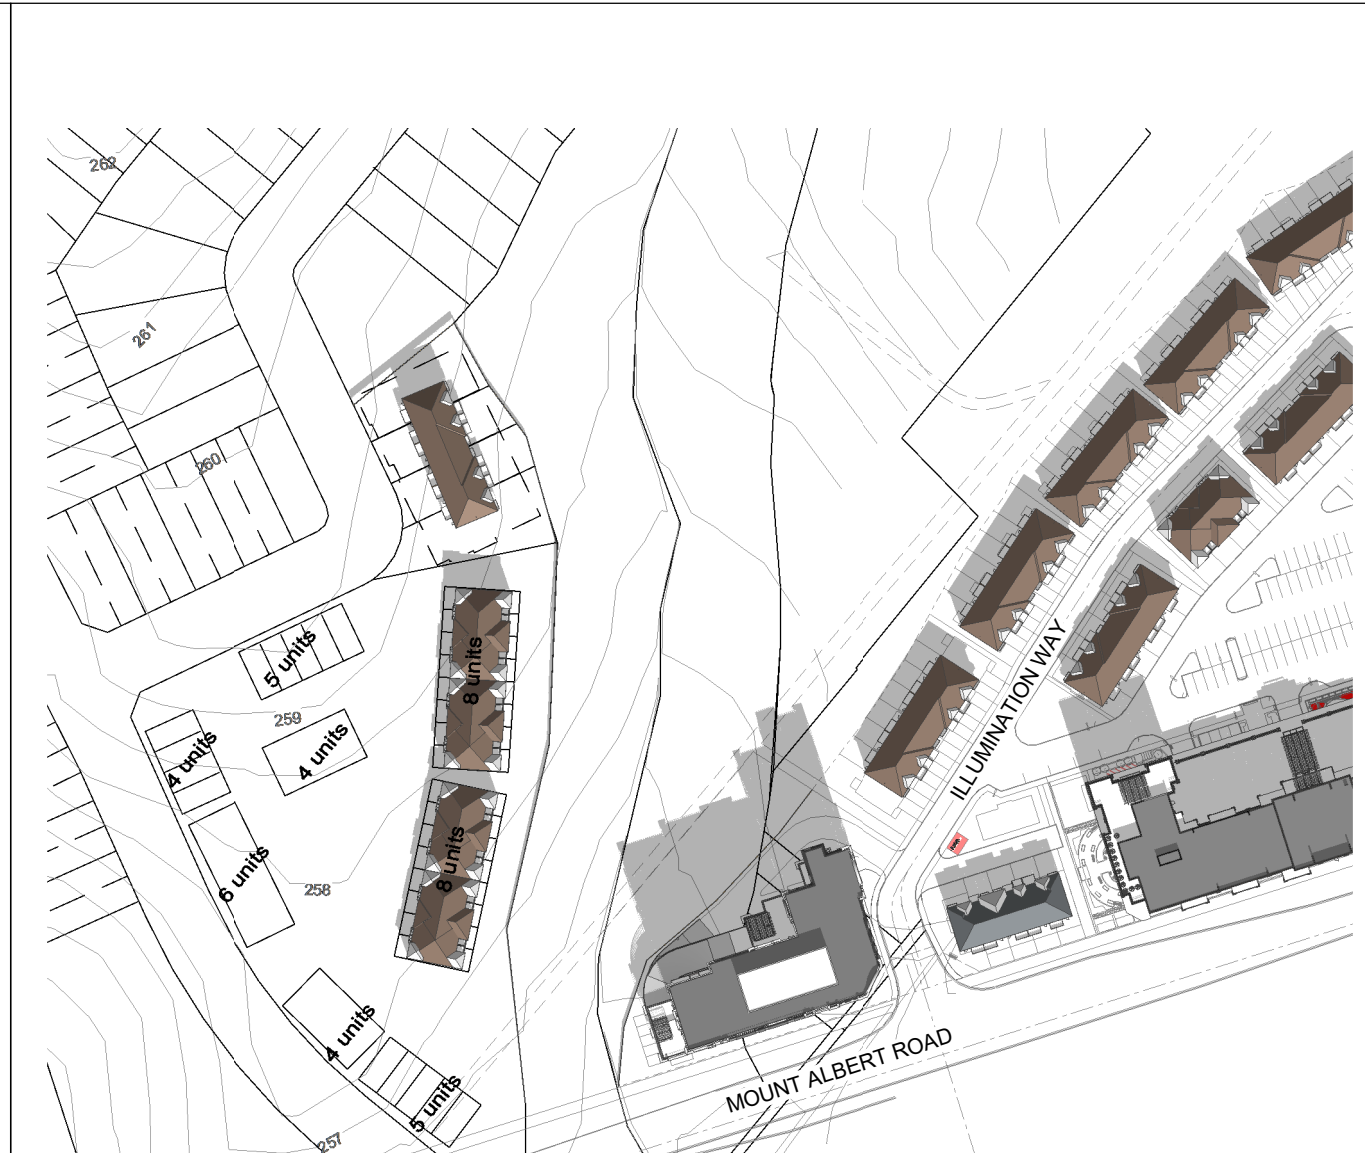 262
261
260
5 units
8 units
ILLUMINATION WAY
259
4 units
4 units
8 units
6 units
258
4 units
MOUNT ALBERT ROAD
5 units
257